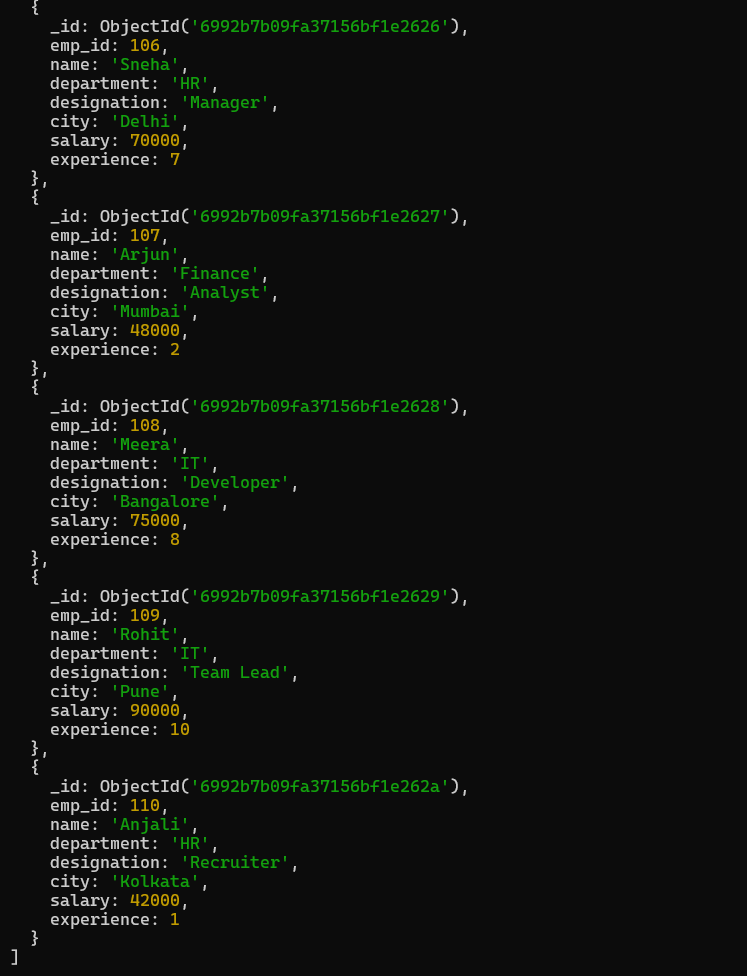 {
_id: ObjectId('6992b7b09fa37156bf1e2626'),
emp_id: 106,
name: 'Sneha',
department: 'HR',
designation: 'Manager',
city: 'Delhi',
salary: 70000,
experience: 7
},
{
_id: ObjectId('6992b7b09fa37156bf1e2627'),
emp_id: 107,
name: 'Arjun',
department: 'Finance',
designation: 'Analyst',
city: 'Mumbai',
salary: 48000,
experience: 2
},
{
_id: ObjectId('6992b7b09fa37156bf1e2628'),
emp_id: 108,
name: 'Meera',
department: 'IT',
designation: 'Developer',
city: 'Bangalore',
salary: 75000,
experience: 8
},
{
_id: ObjectId('6992b7b09fa37156bf1e2629'),
emp_id: 109,
name: 'Rohit',
department: 'IT',
designation: 'Team Lead',
city: 'Pune',
salary: 90000,
experience: 10
},
{
_id: ObjectId('6992b7b09fa37156bf1e262a'),
emp_id: 110,
name: 'Anjali',
department: 'HR',
designation: 'Recruiter',
city: 'Kolkata',
salary: 42000,
experience: 1
}
]